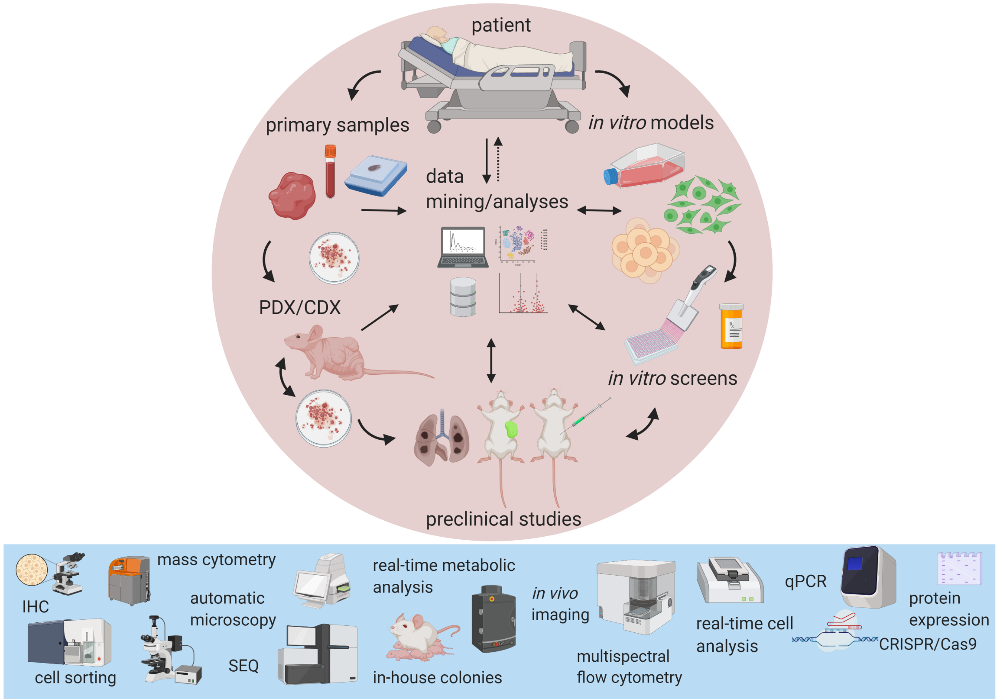 patient
primary samples
in vitro models
data
mining/analyses
PDX/CDX
Rx
in vitro screens
preclinical studies
mass cytometry
real-time metabolic
analysis
in vivo
imaging
qPCR
protein
expression
IHC
automatic
microscopy
real-time cell
analysis
CRISPR/Cas9
cell sorting
SEQ
in-house colonies
multispectral
flow cytometry